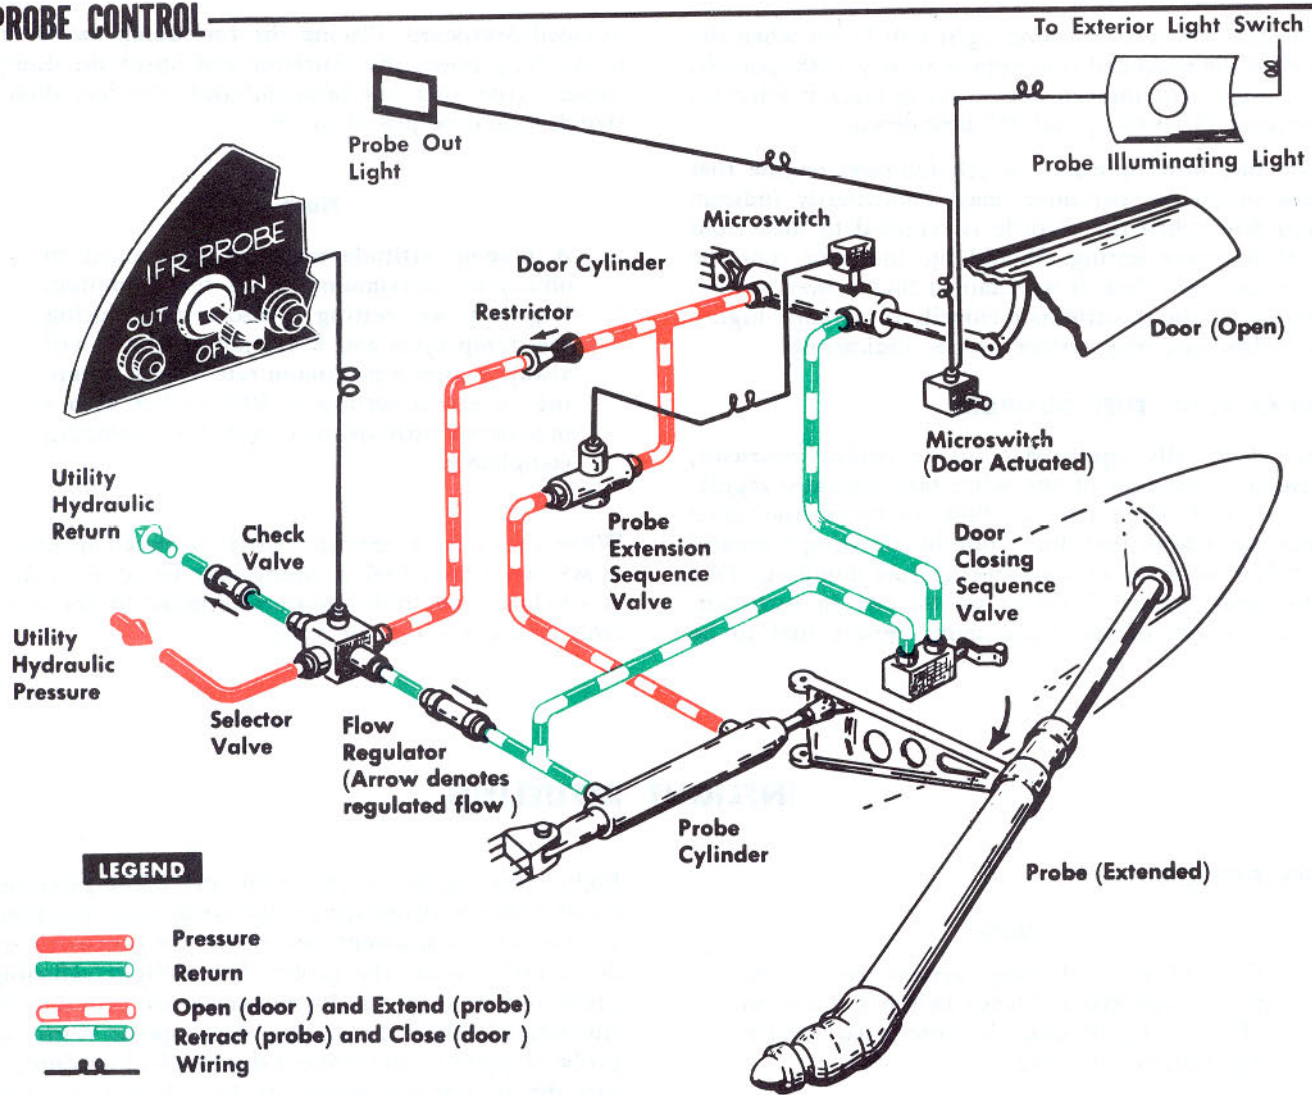 PROBE CONTROL
To Exterior Light Switch
Probe Out
Light
Probe Illuminating Light
IFR PROBE
IN
OUT
OFF
Microswitch
Door Cylinder
Restrictor
Door (Open)
Microswitch
(Door Actuated)
Utility
Hydraulic
Return
Check
Valve
Probe
Extension
Sequence
Valve
Door
Closing
Sequence
Valve
Utility
Hydraulic
Pressure
Selector
Valve
Flow
Regulator
(Arrow denotes
regulated flow )
Probe
Cylinder
Probe (Extended)
LEGEND
Pressure
Return
Open (door ) and Extend (probe)
Retract (probe) and Close (door )
Wiring